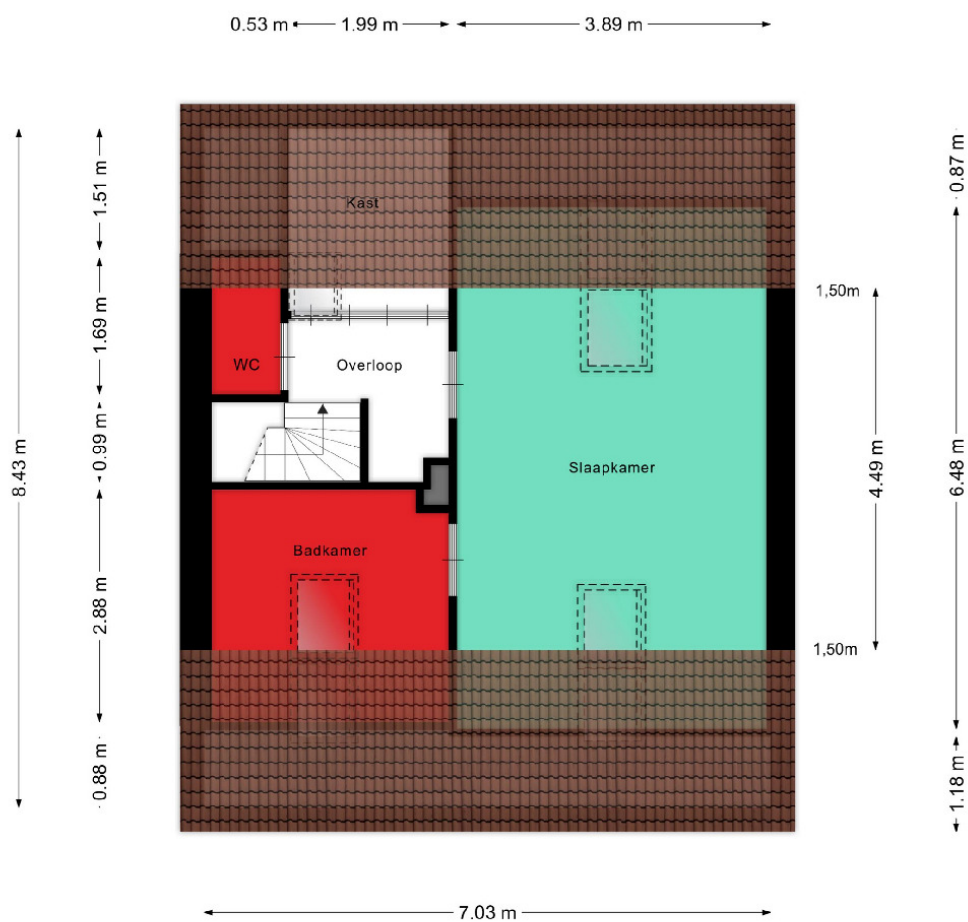 0.53 m
1.99 m
3.89 m
1.51 m
0.87 m
Kast
1,50m
1.69 m
WC
Overloop
0.99 m
8.43 m
Slaapkamer
4.49 m
6.48 m
Badkamer
2.88 m
1,50m
0.88 m
1.18 m
7.03 m